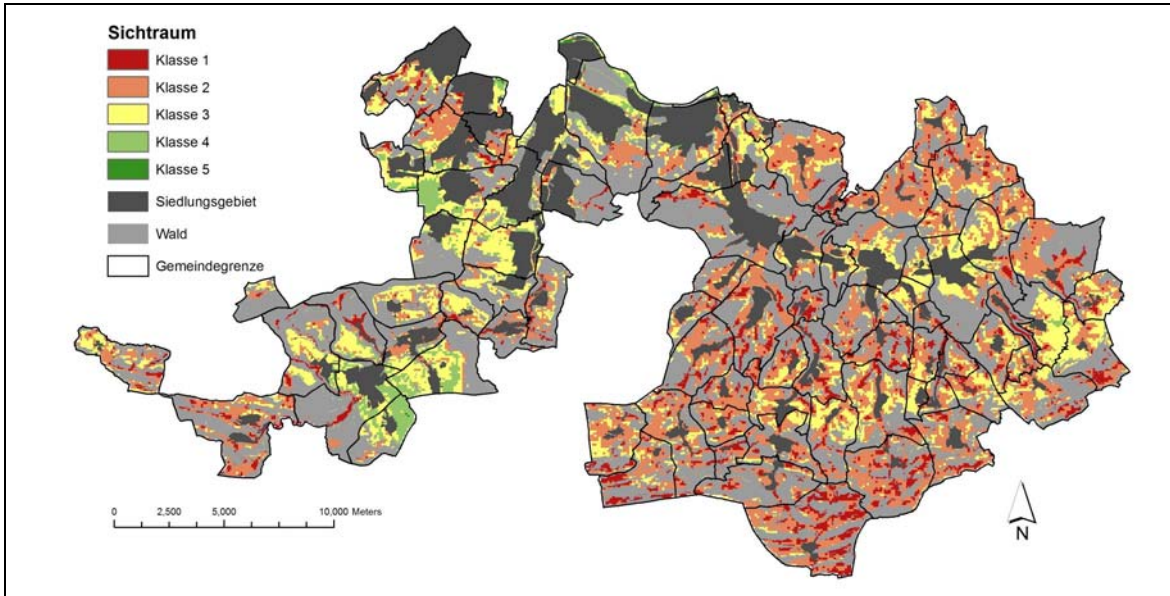 Sichtraum
Klasse 1
Klasse 2
Klasse 3
Klasse 4
Klasse 5
Siedlungsgebiet
Wald
Gemeindegrenze
0 2,500 5,000 10,000 Meters
N